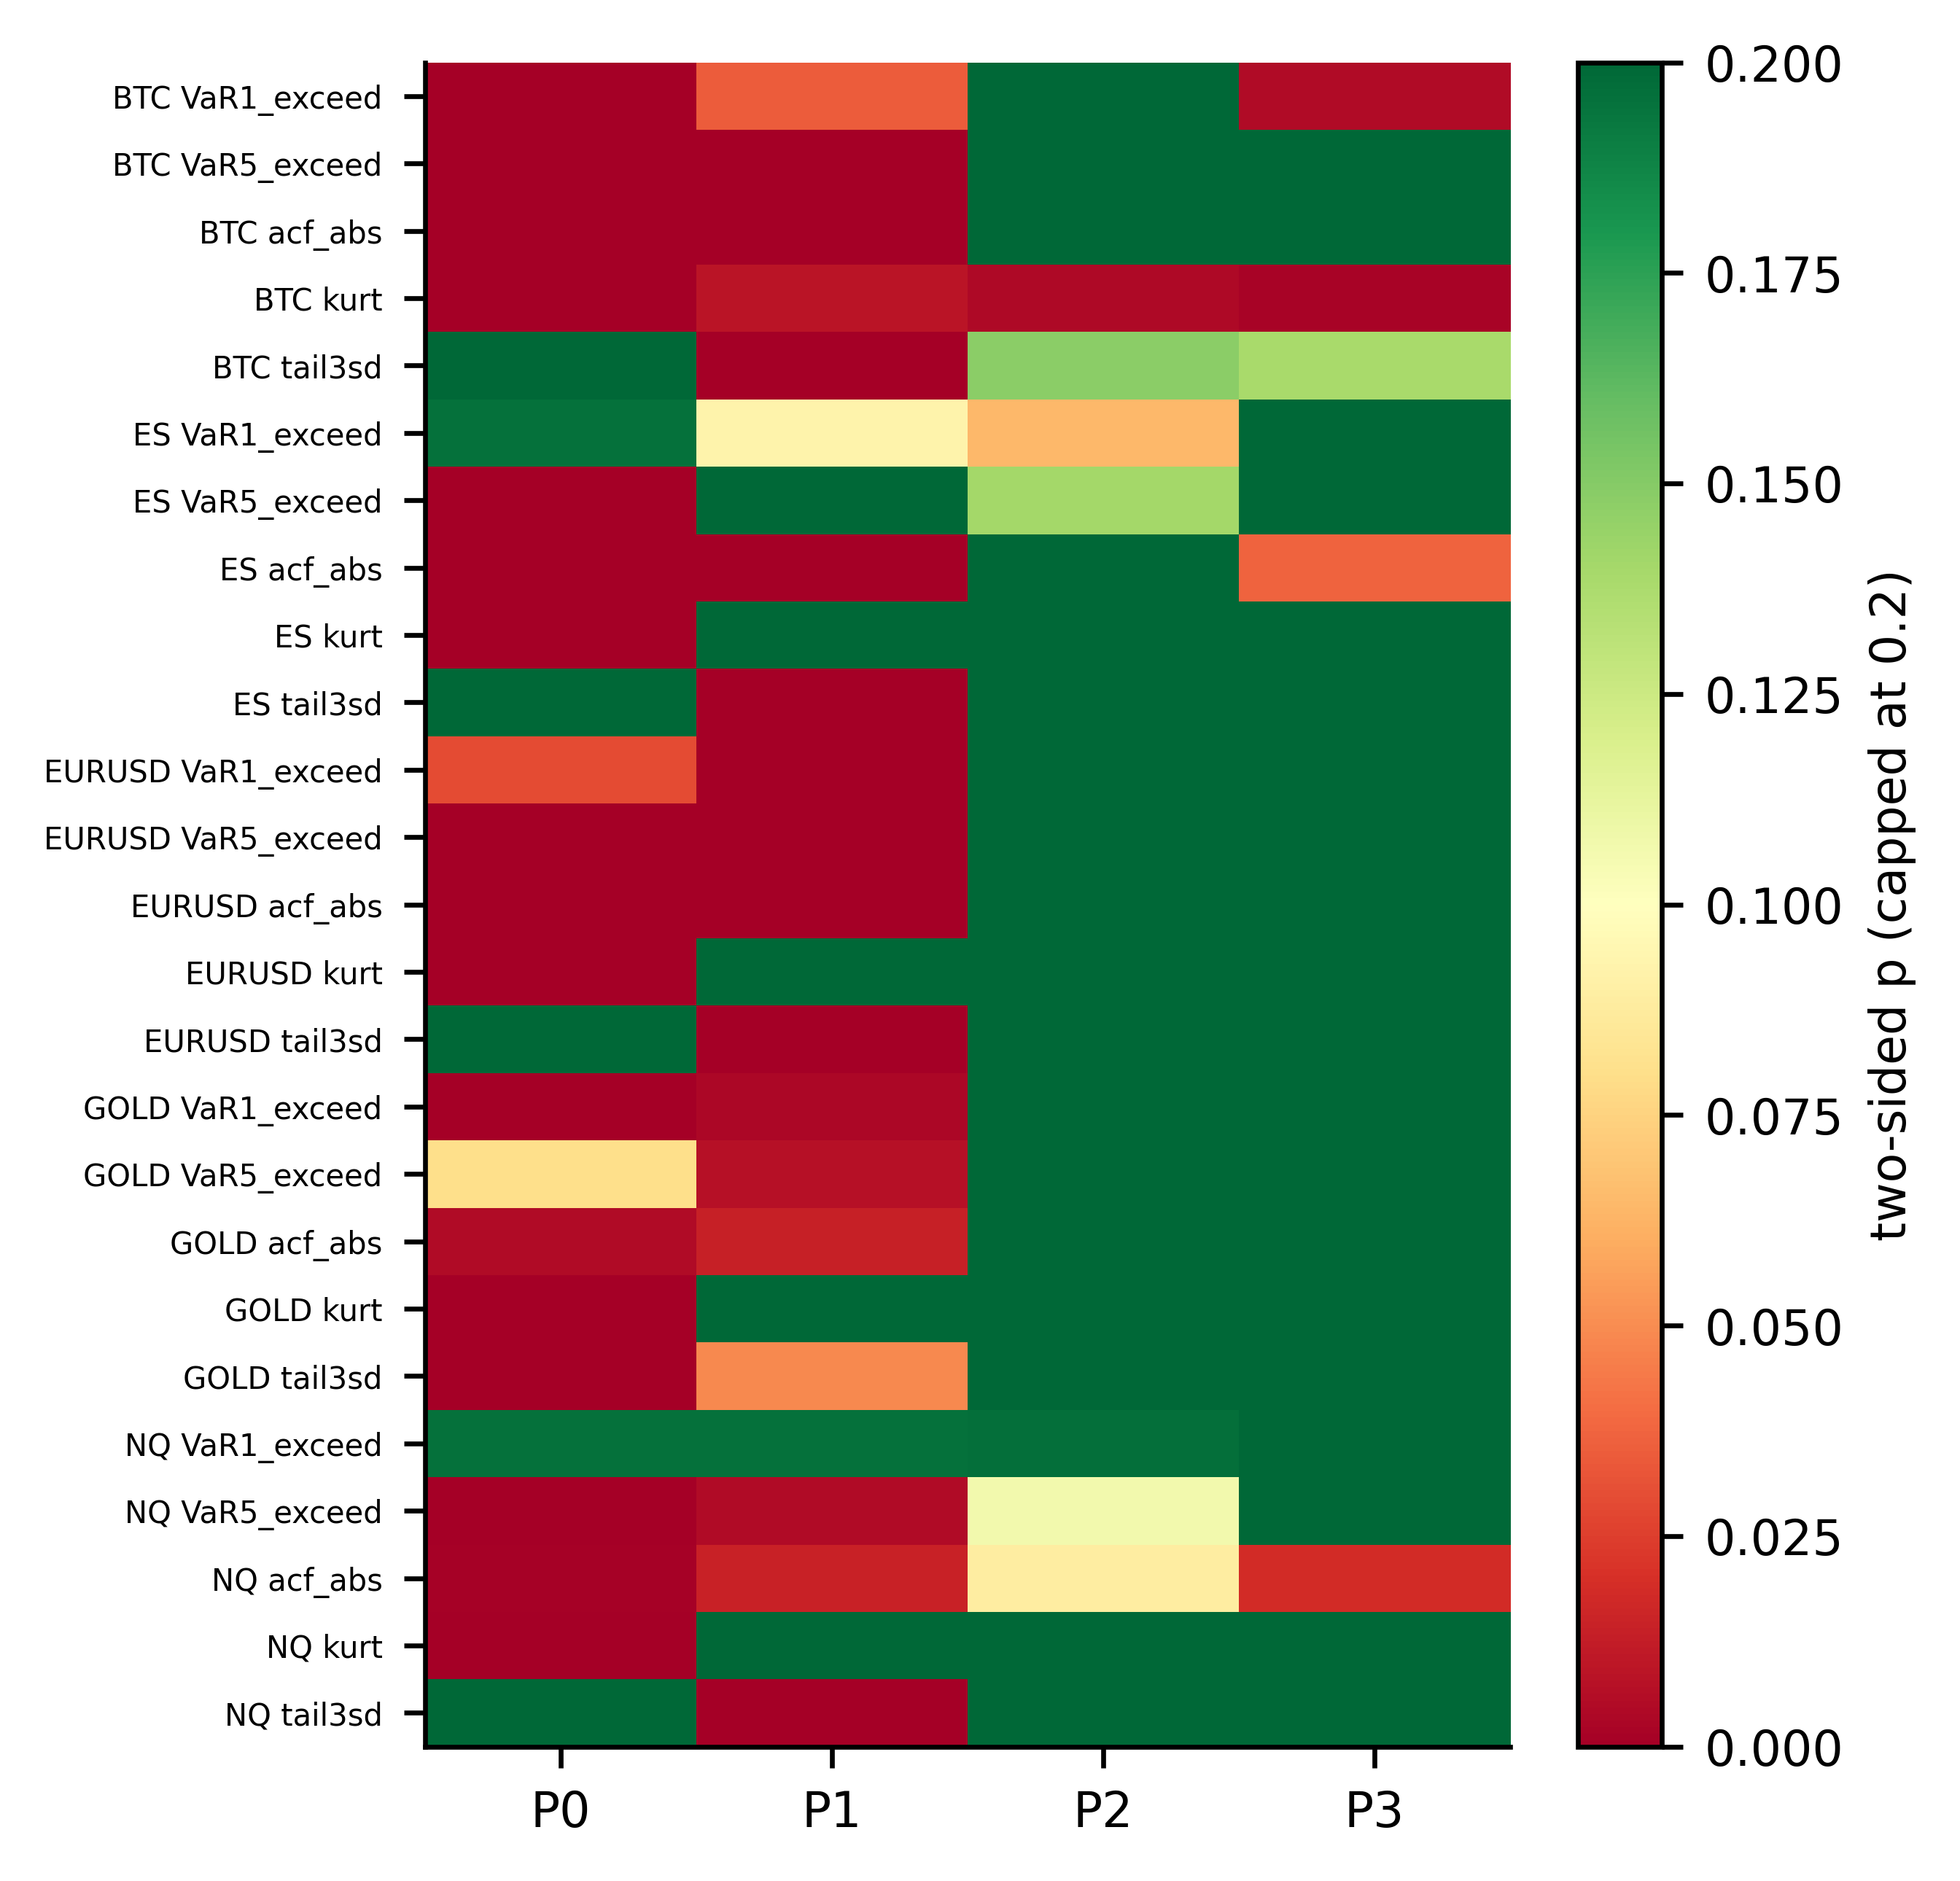 BTC VaR1_exceed
BTC VaR5_exceed
BTC acf_abs
BTC kurt
BTC tail3sd
ES VaR1_exceed
ES VaR5_exceed
ES acf_abs
ES kurt
ES tail3sd
EURUSD VaR1_exceed
EURUSD VaR5_exceed
EURUSD acf_abs
EURUSD kurt
EURUSD tail3sd
GOLD VaR1_exceed
GOLD VaR5_exceed
GOLD acf_abs
GOLD kurt
GOLD tail3sd
NQ VaR1_exceed
NQ VaR5_exceed
NQ acf_abs
NQ kurt
NQ tail3sd
P0
P1
P2
P3
0.200
0.175
0.150
0.125
0.100
0.075
0.050
0.025
0.000
two-sided p (capped at 0.2)